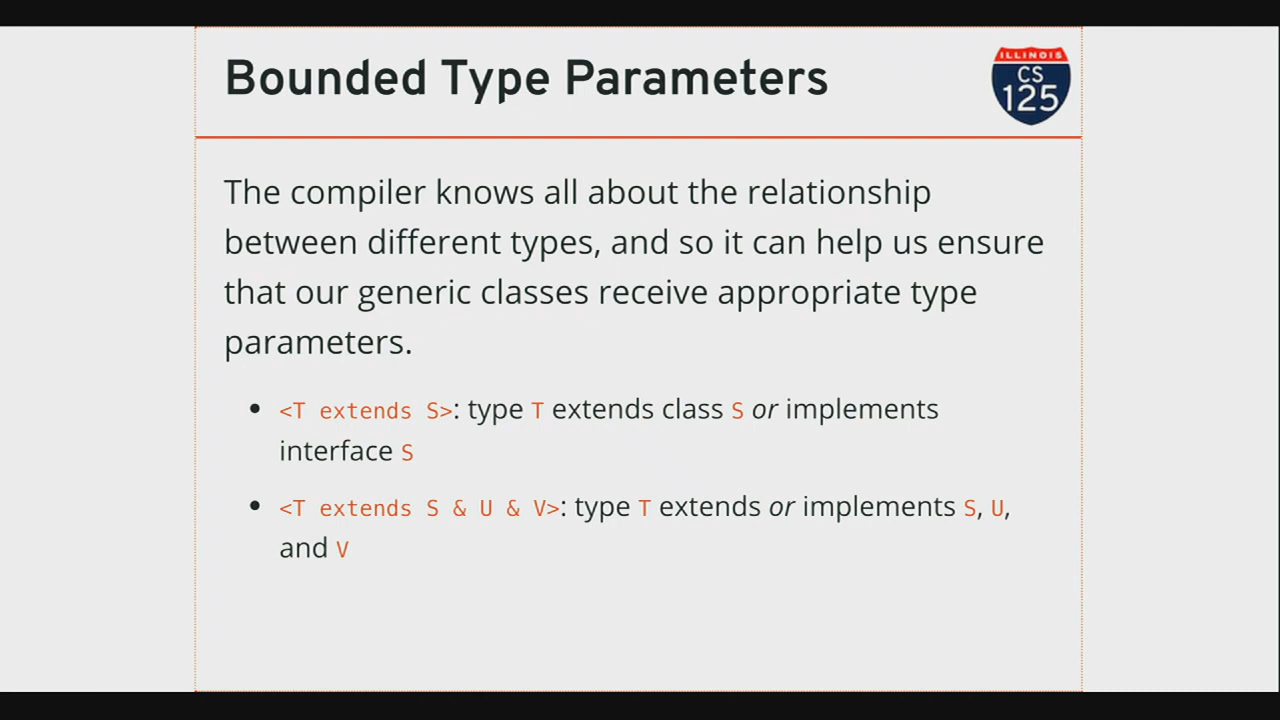 Bounded Type Parameters
ILLINOIS
CS
125
The compiler knows all about the relationship
between different types, and so it can help us ensure
that our generic classes receive appropriate type
parameters.
• <T extends S>: type T extends class S or implements
interface S
• <T extends S & U & V>: type T extends or implements S, U,
and V